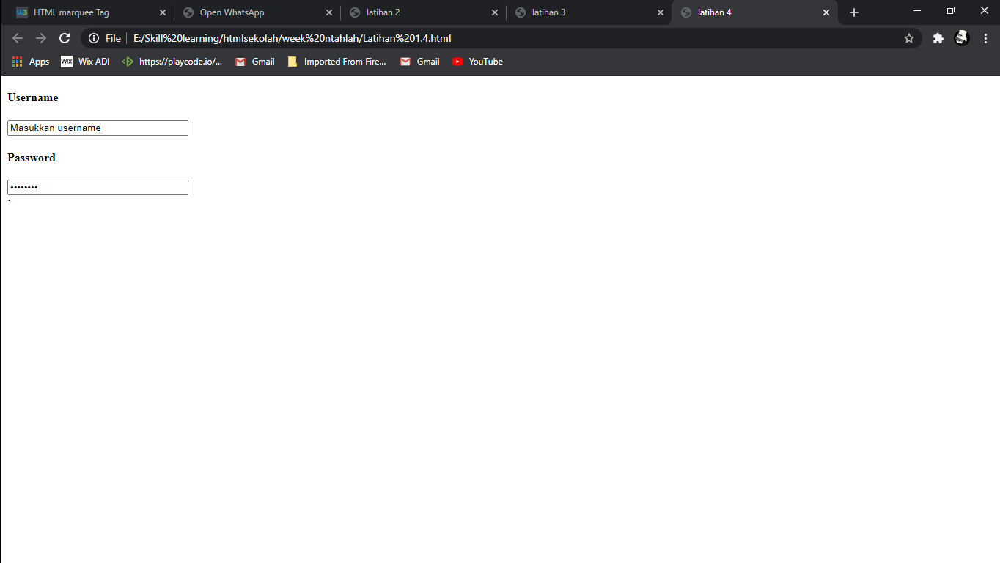 HTML marquee Tag Open WhatsApp latihan 2 latihan 3 latihan 4
File E:/Skill%20learning/htmlsekolah/week%20ntahlah/Latihan%201.4.html
Apps WIX Wix ADI https://playcode.io/... Gmail Imported From Fire... Gmail YouTube
Username
Masukkan username
Password
••••••••
: